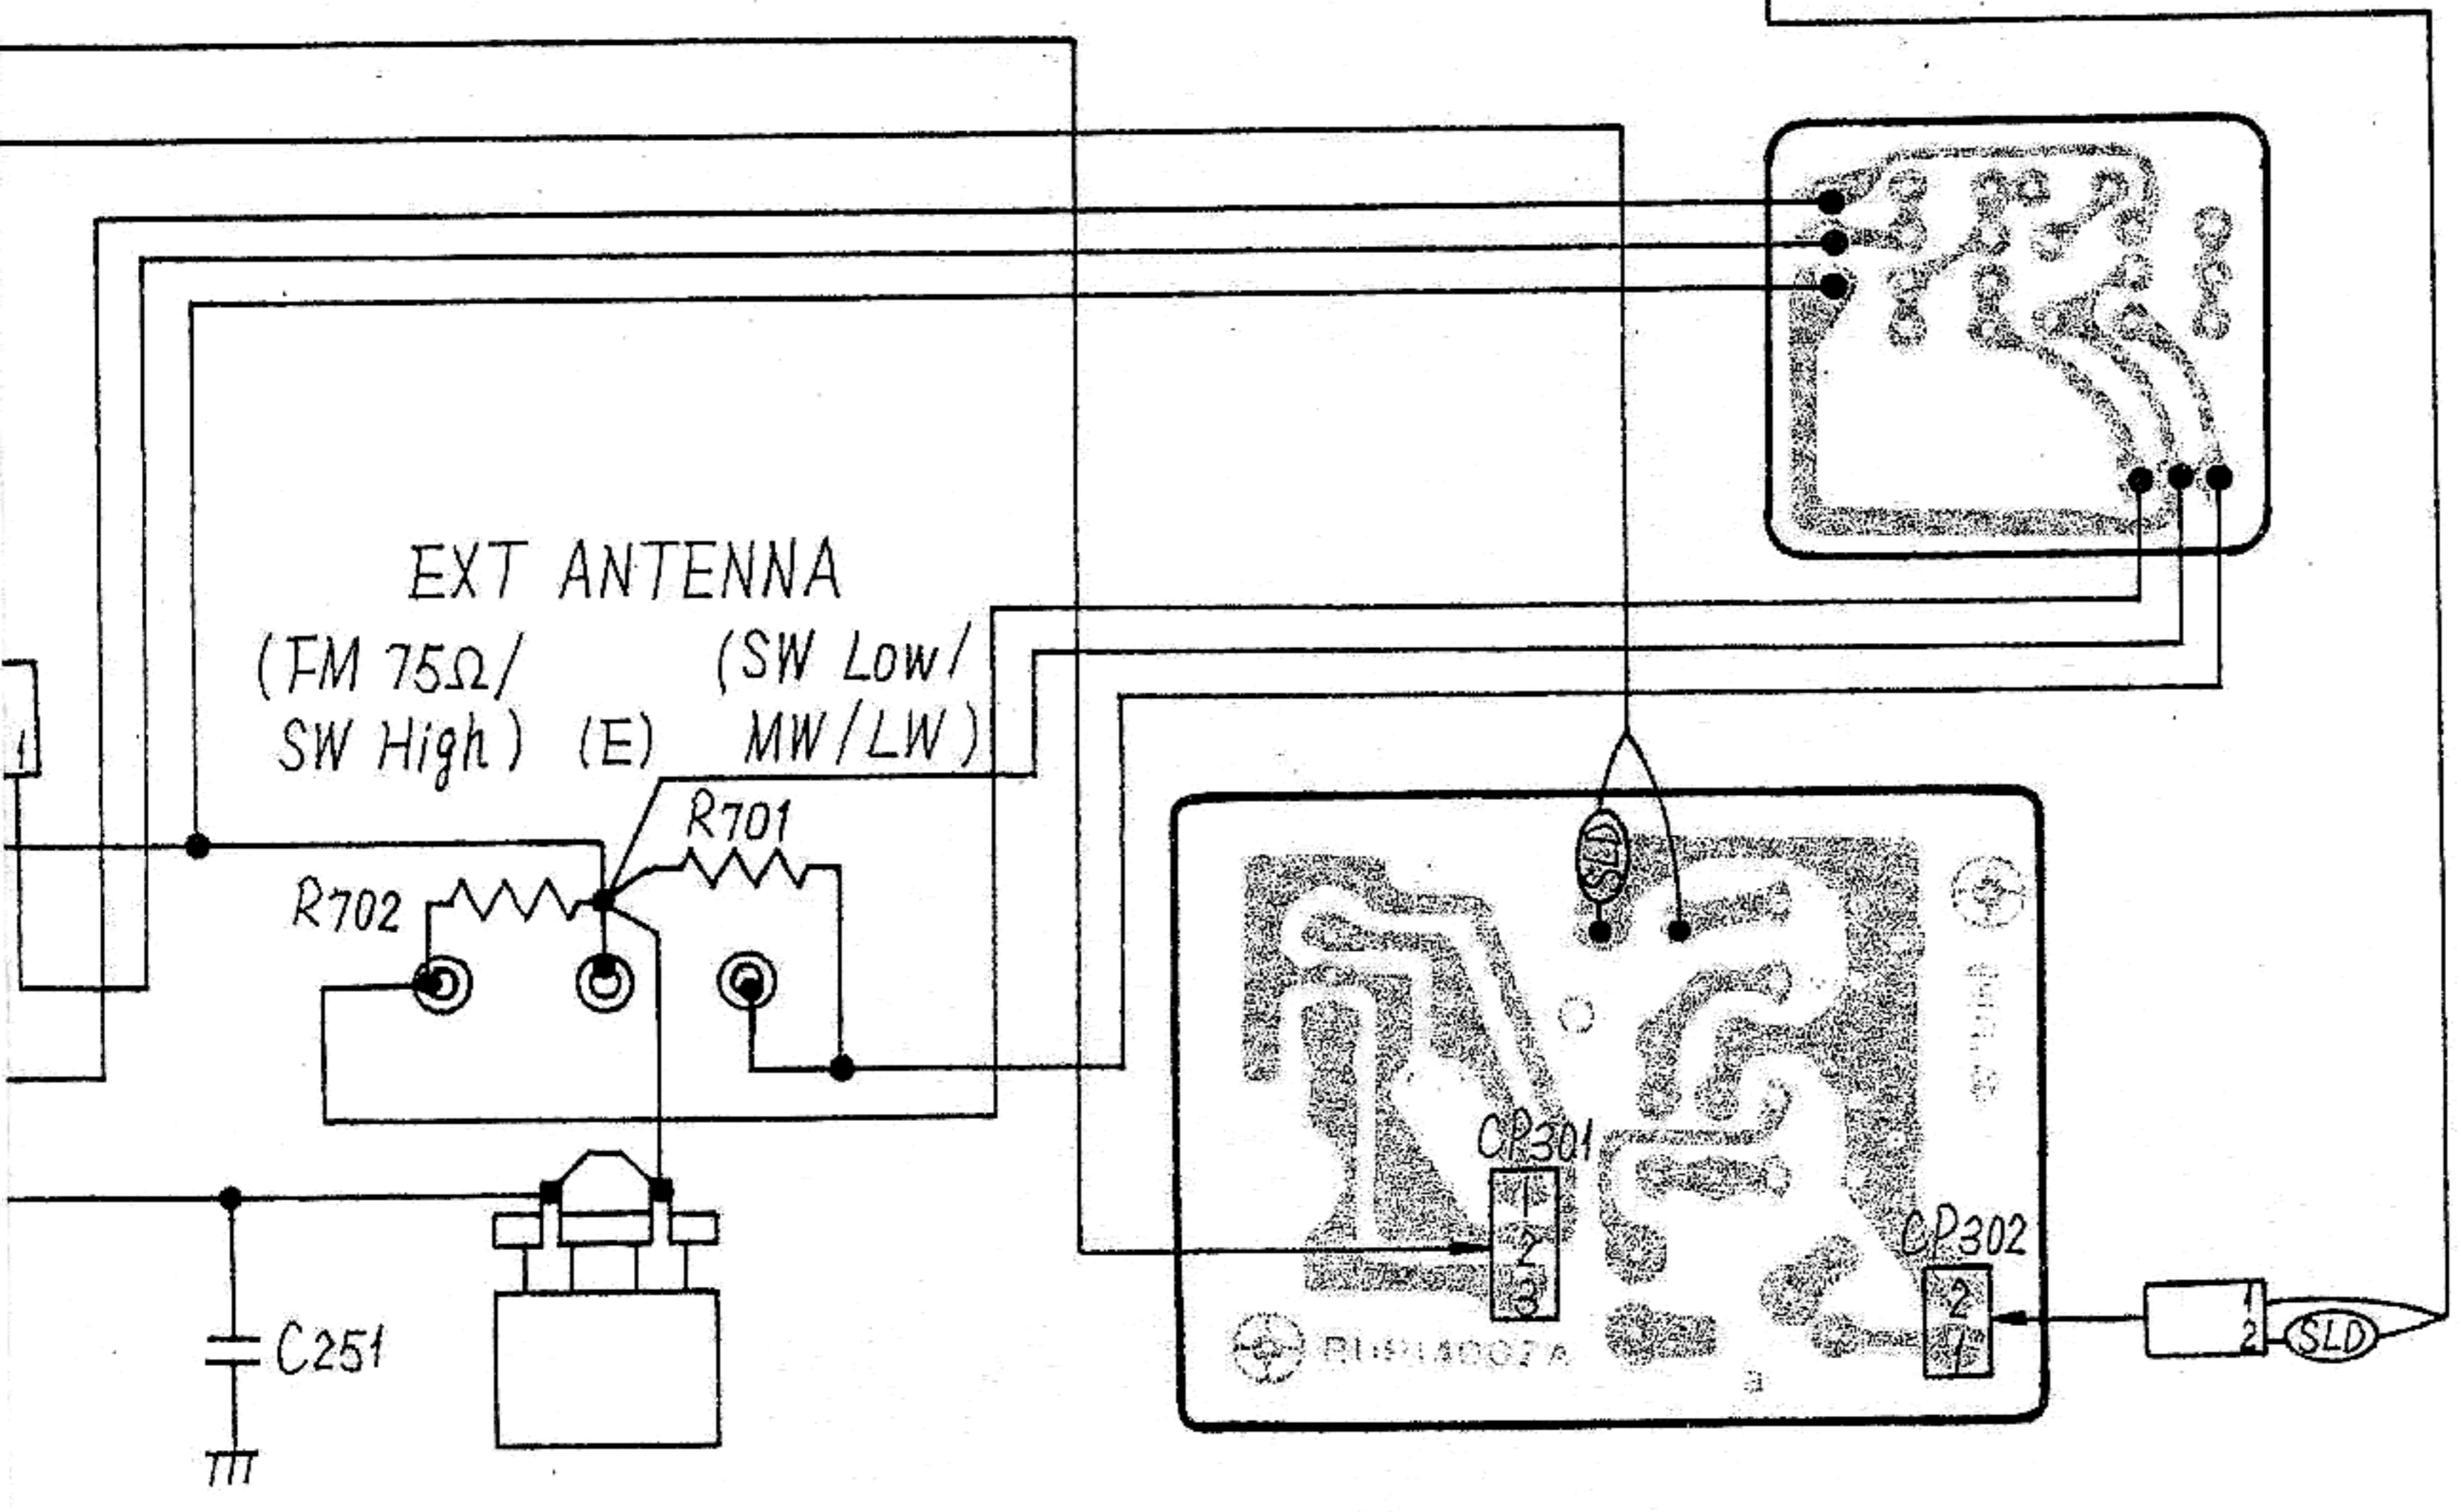 EXT ANTENNA
(FM 75Ω/
SW High)
(E)
(SW Low/
MW/LW)
1
R701
R702
SLD
C251
CP301
1
2
3
CP302
2
1
1
2
SLD
a